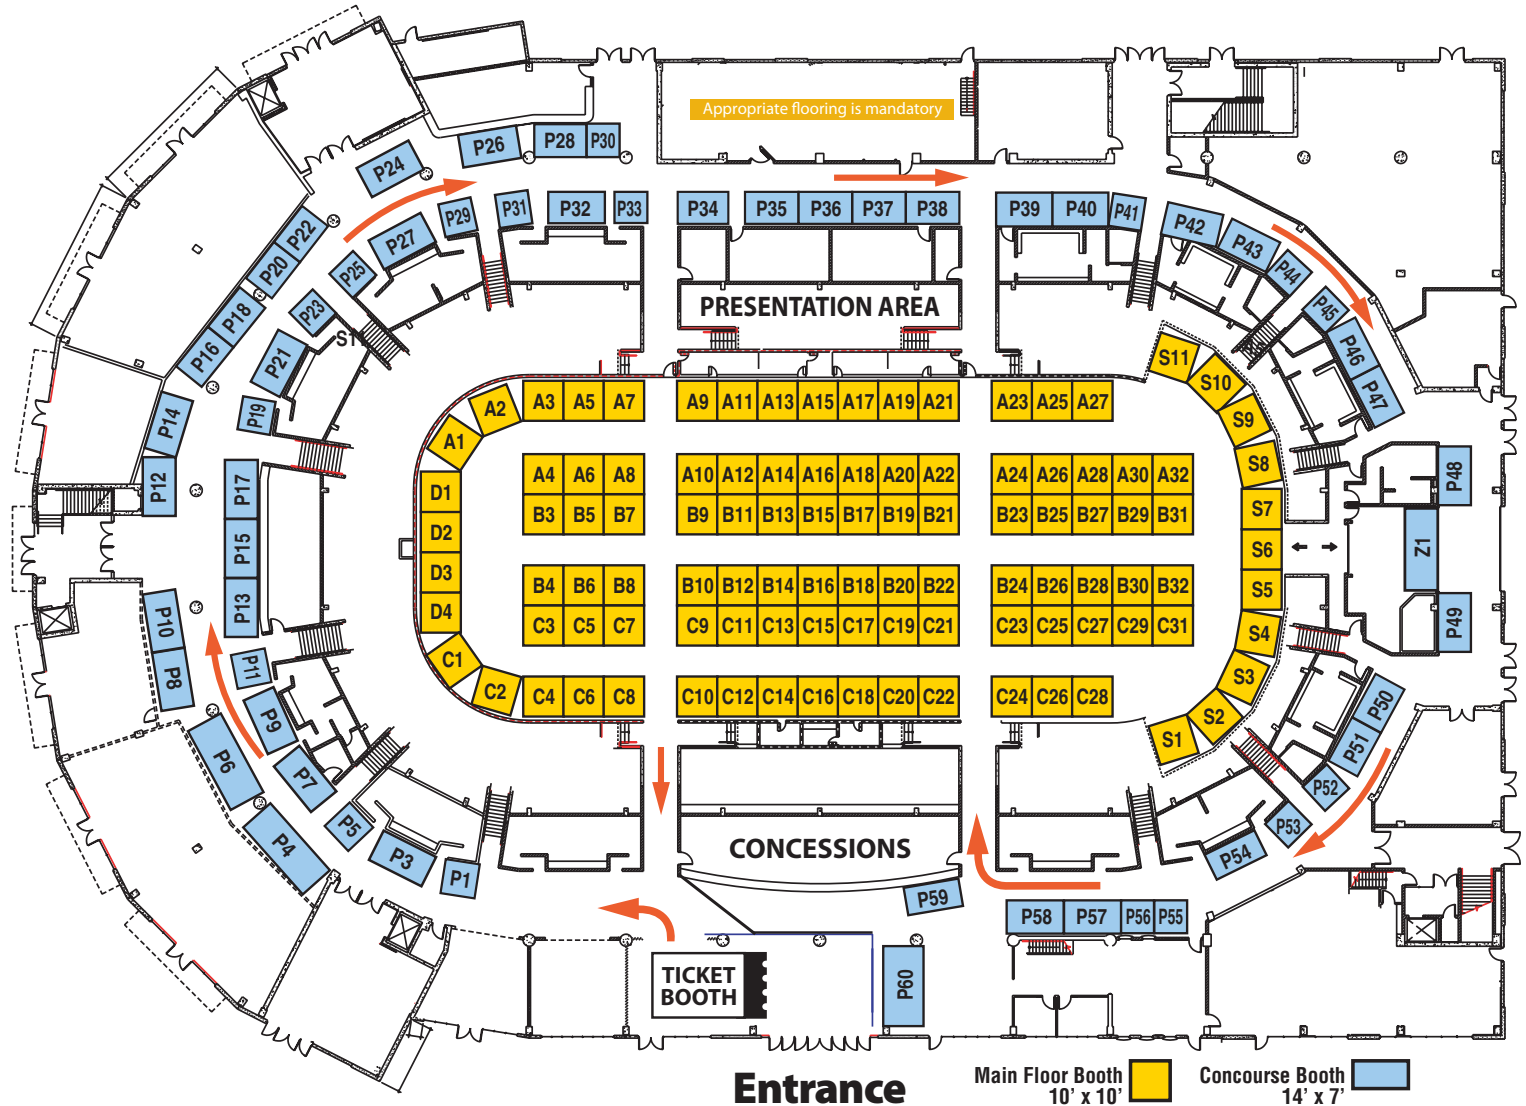 Appropriate flooring is mandatory
P26 P28 P30
P24
P29 P31 P32 P33 P34 P35 P36 P37 P38 P39 P40 P41
P22 P27 P42 P43
P20 P25 P44
P18 P23 P45
P16 P21 P46
P14 P19 P47
P12 P17 P48
S1
PRESENTATION AREA
S11
S10
A1 A2 A3 A5 A7 A9 A11 A13 A15 A17 A19 A21 A23 A25 A27
S9
S8
D1 A4 A6 A8 A10 A12 A14 A16 A18 A20 A22 A24 A26 A28 A30 A32
B3 B5 B7 B9 B11 B13 B15 B17 B19 B21 B23 B25 B27 B29 B31 S7
P15 D2 S6 Z1
P13 D3 B4 B6 B8 B10 B12 B14 B16 B18 B20 B22 B24 B26 B28 B30 B32 S5
P10 D4 C3 C5 C7 C9 C11 C13 C15 C17 C19 C21 C23 C25 C27 C29 C31 S4 P49
P8 P11 C1 S3
C2 C4 C6 C8 C10 C12 C14 C16 C18 C20 C22 C24 C26 C28 P50
P9 S2
S1 P51
P6 P7 P52
P4 P5 P53
P3 CONCESSIONS P54
P1 P59
P58 P57 P56 P55
TICKET
BOOTH
P60
Entrance
Main Floor Booth
10' x 10'
Concourse Booth
14' x 7'